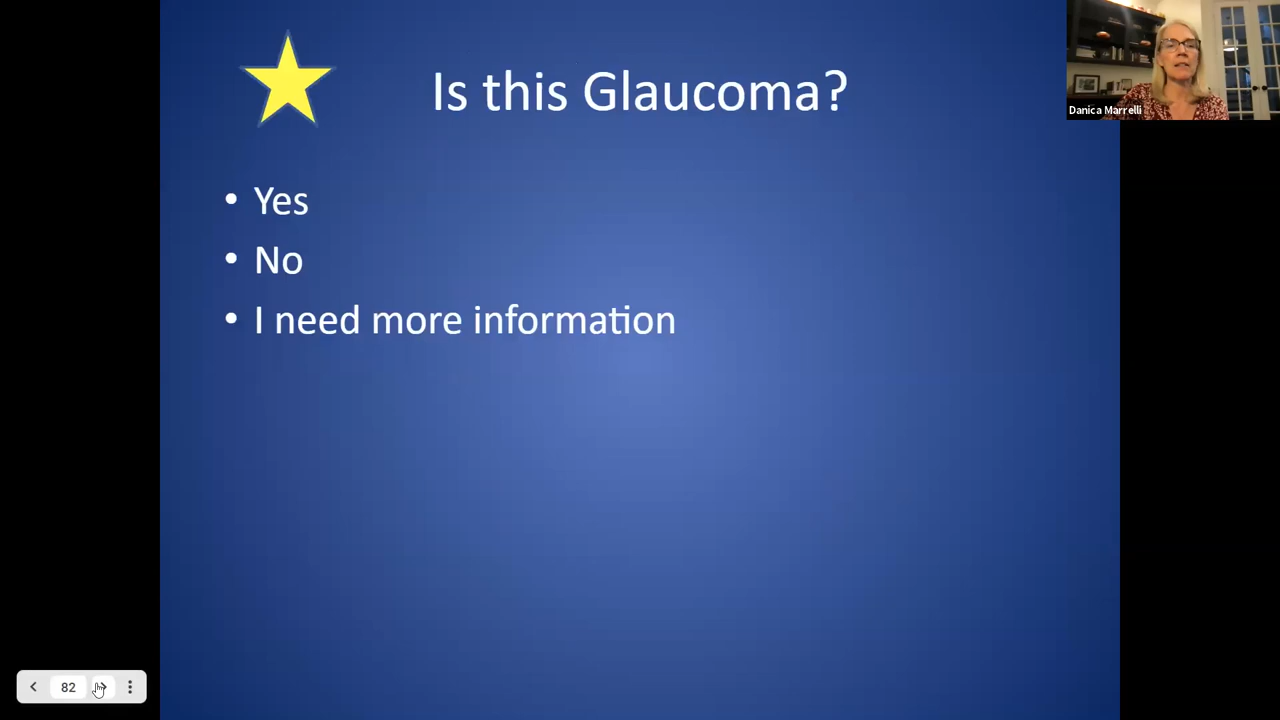 Is this Glaucoma?
Danica Marrelli
• Yes
• No
• I need more information
82